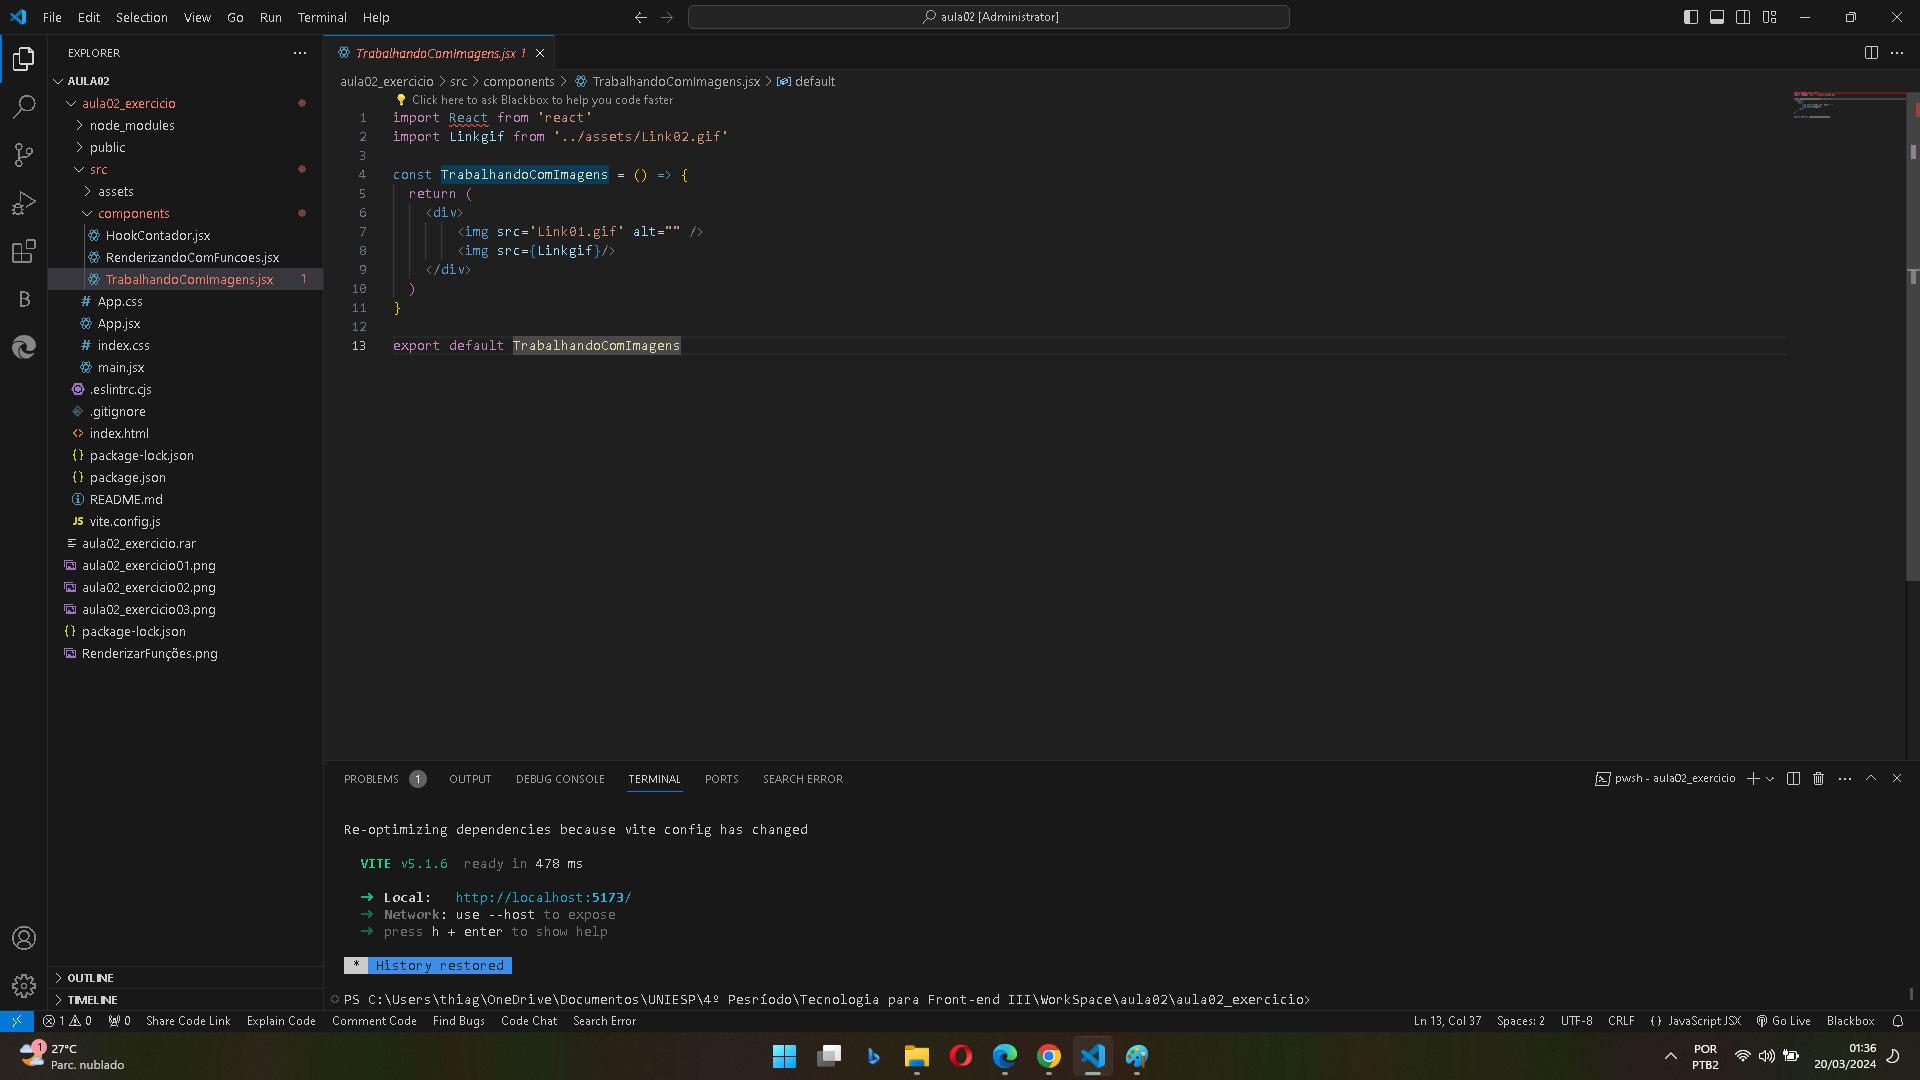 File Edit Selection View Go Run Terminal Help
aula02 [Administrator]
EXPLORER
AULA02
aula02_exercicio
node_modules
public
src
assets
components
HookContador.jsx
RenderizandoComFuncoes.jsx
TrabalhandoComImagens.jsx 1
App.css
App.jsx
index.css
main.jsx
.eslintrc.cjs
.gitignore
index.html
package-lock.json
package.json
README.md
vite.config.js
aula02_exercicio.rar
aula02_exercicio01.png
aula02_exercicio02.png
aula02_exercicio03.png
package-lock.json
RenderizarFunções.png
OUTLINE
TIMELINE
TrabalhandoComImagens.jsx 1
aula02_exercicio > src > components > TrabalhandoComImagens.jsx > default
Click here to ask Blackbox to help you code faster
1 import React from 'react'
2 import Linkgif from '../assets/Link02.gif'
3
4 const TrabalhandoComImagens = () => {
5 return (
6 <div>
7 <img src='Link01.gif' alt="" />
8 <img src={Linkgif}/>
9 </div>
10 )
11 }
12
13 export default TrabalhandoComImagens
PROBLEMS 1 OUTPUT DEBUG CONSOLE TERMINAL PORTS SEARCH ERROR
pwsh - aula02_exercicio
Re-optimizing dependencies because vite config has changed
VITE v5.1.6 ready in 478 ms
➜ Local: http://localhost:5173/
➜ Network: use --host to expose
➜ press h + enter to show help
* History restored
PS C:\Users\thiag\OneDrive\Documentos\UNIESP\4º Pesríodo\Tecnologia para Front-end III\WorkSpace\aula02\aula02_exercicio>
1 0 0 Share Code Link Explain Code Comment Code Find Bugs Code Chat Search Error
Ln 13, Col 37 Spaces: 2 UTF-8 CRLF {} JavaScript JSX Go Live Blackbox
1 27°C
Parc. nublado
POR
PTB2
01:36
20/03/2024